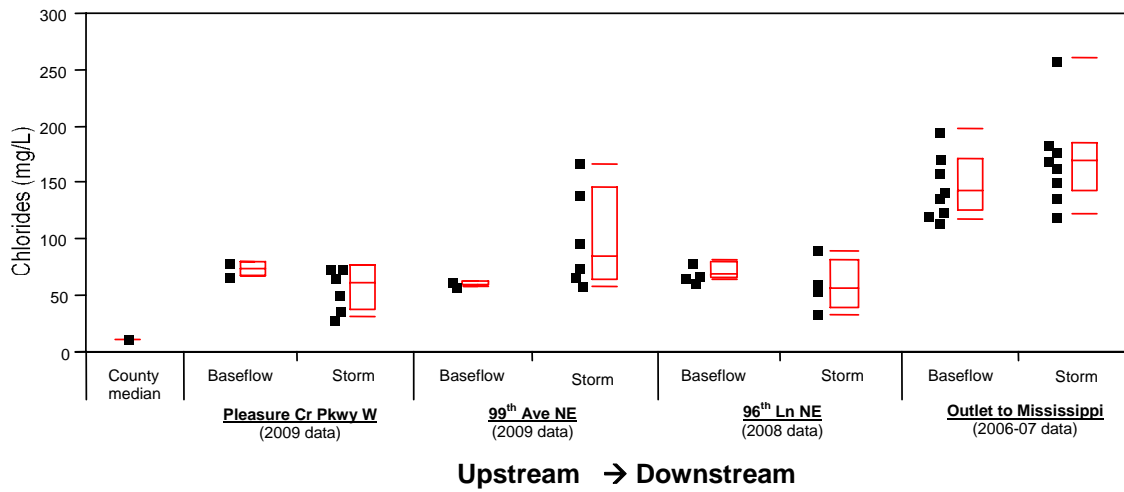 300
250
200
150
100
50
0
Chlorides (mg/L)
County
median
Baseflow
Storm
Baseflow
Storm
Baseflow
Storm
Baseflow
Storm
Pleasure Cr Pkwy W
(2009 data)
99th Ave NE
(2009 data)
96th Ln NE
(2008 data)
Outlet to Mississippi
(2006-07 data)
Upstream → Downstream